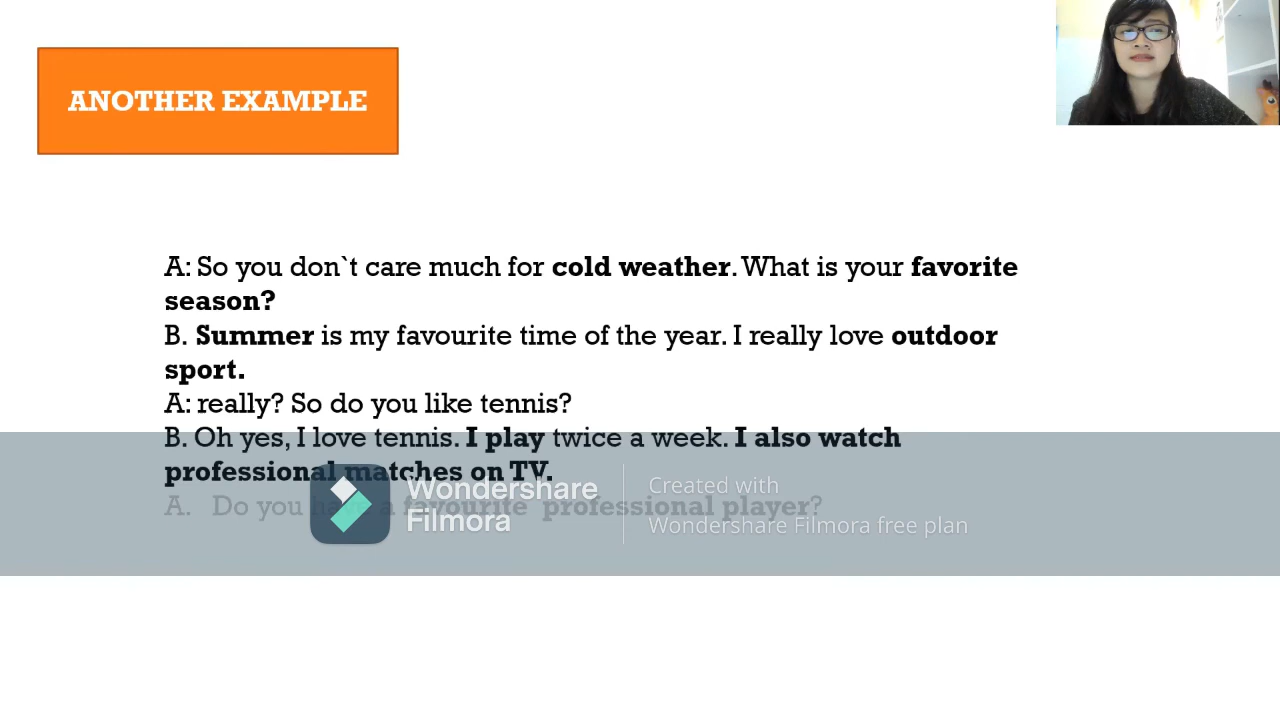 ANOTHER EXAMPLE
A: So you don`t care much for cold weather. What is your favorite
season?
B. Summer is my favourite time of the year. I really love outdoor
sport.
A: really? So do you like tennis?
B. Oh yes, I love tennis. I play twice a week. I also watch
professional matches on TV.
A. Do you have a favourite professional player?
Wondershare
Filmora
Created with
Wondershare Filmora free plan